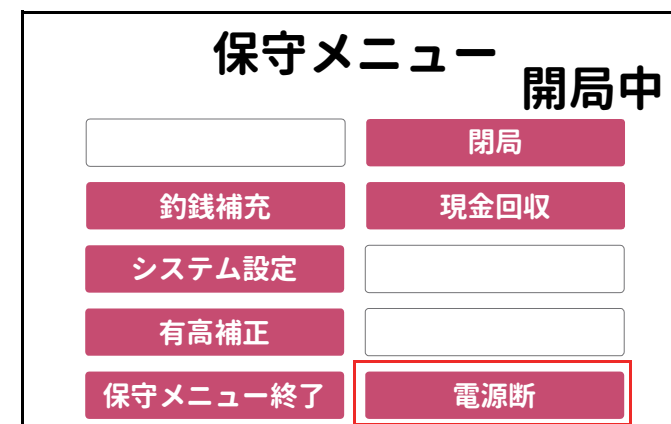 保守メニュー
開局中
閉局
釣銭補充
現金回収
システム設定
有高補正
保守メニュー終了
電源断